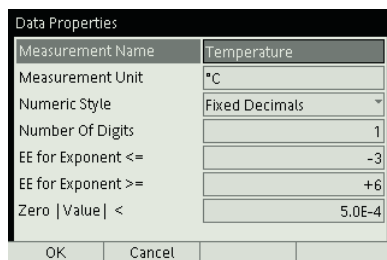 Data Properties
Measurement Name Temperature
Measurement Unit °C
Numeric Style Fixed Decimals
Number Of Digits 1
EE for Exponent <= -3
EE for Exponent >= +6
Zero |Value| < 5.0E-4
OK Cancel